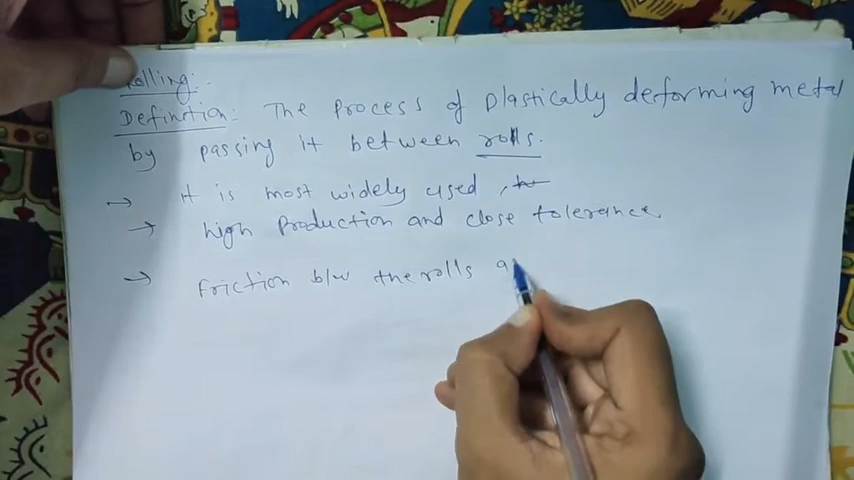 Rolling:
Definition: The process of plastically deforming metal
by passing it between rolls.
→ it is most widely used,
→ high production and close tolerance.
→ friction b/w the rolls a